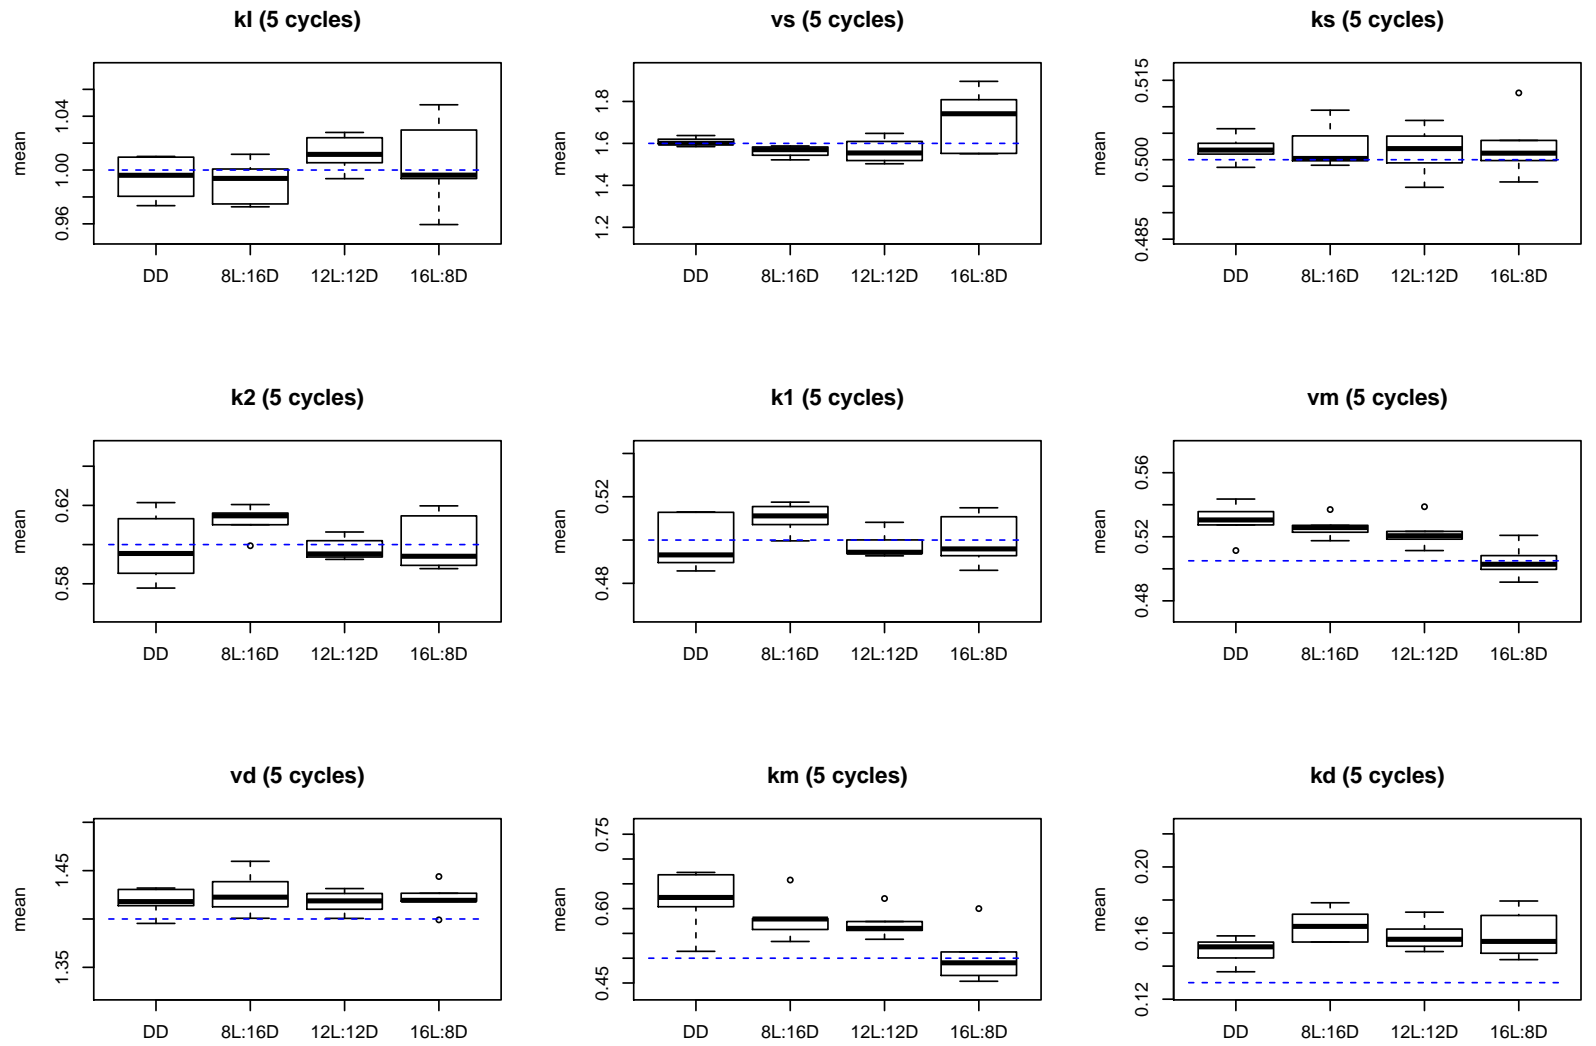 kl (5 cycles)
mean
0.96 1.00 1.04
DD 8L:16D 12L:12D 16L:8D
vs (5 cycles)
mean
1.2 1.4 1.6 1.8
DD 8L:16D 12L:12D 16L:8D
ks (5 cycles)
mean
0.485 0.500 0.515
DD 8L:16D 12L:12D 16L:8D
k2 (5 cycles)
mean
0.58 0.62
DD 8L:16D 12L:12D 16L:8D
k1 (5 cycles)
mean
0.48 0.52
DD 8L:16D 12L:12D 16L:8D
vm (5 cycles)
mean
0.48 0.52 0.56
DD 8L:16D 12L:12D 16L:8D
vd (5 cycles)
mean
1.35 1.45
DD 8L:16D 12L:12D 16L:8D
km (5 cycles)
mean
0.45 0.60 0.75
DD 8L:16D 12L:12D 16L:8D
kd (5 cycles)
mean
0.12 0.16 0.20
DD 8L:16D 12L:12D 16L:8D